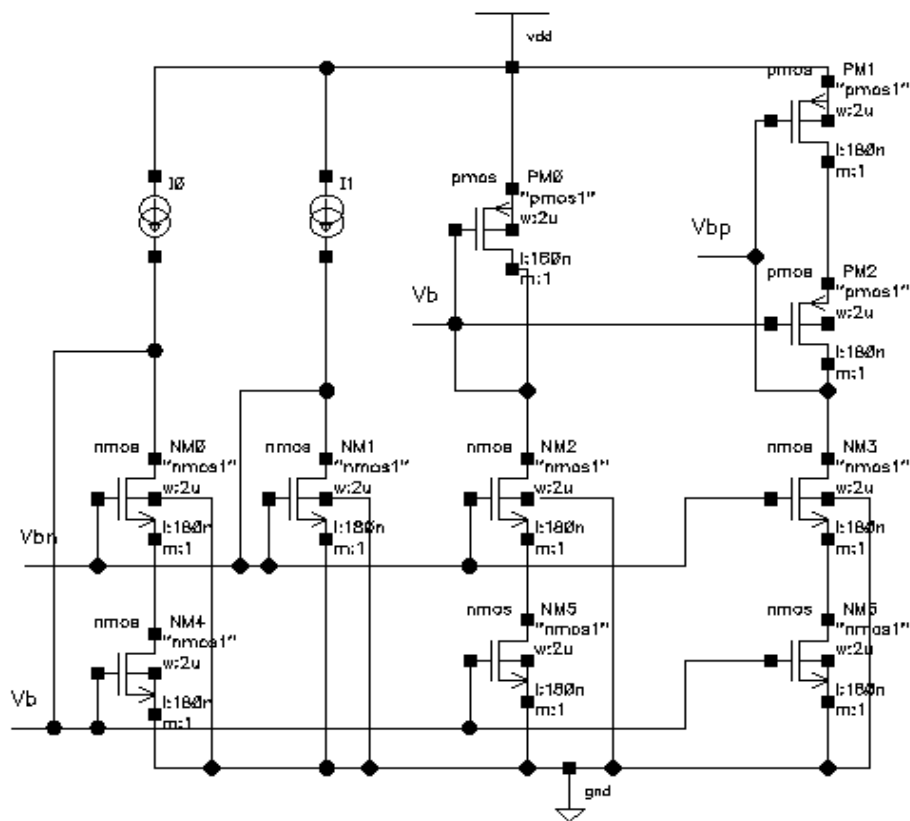 vdd
pmos PM1
"pmos1"
w:2u
l:180n
m:1
I0
I1
pmos PM0
"pmos1"
w:2u
l:180n
m:1
Vbp
pmos PM2
"pmos1"
w:2u
l:180n
m:1
Vb
nmos NM0
"nmos1"
w:2u
l:180n
m:1
nmos NM1
"nmos1"
w:2u
l:180n
m:1
nmos NM2
"nmos1"
w:2u
l:180n
m:1
nmos NM3
"nmos1"
w:2u
l:180n
m:1
Vbn
nmos NM4
"nmos1"
w:2u
l:180n
m:1
nmos NM5
"nmos1"
w:2u
l:180n
m:1
nmos NM6
"nmos1"
w:2u
l:180n
m:1
Vb
gnd